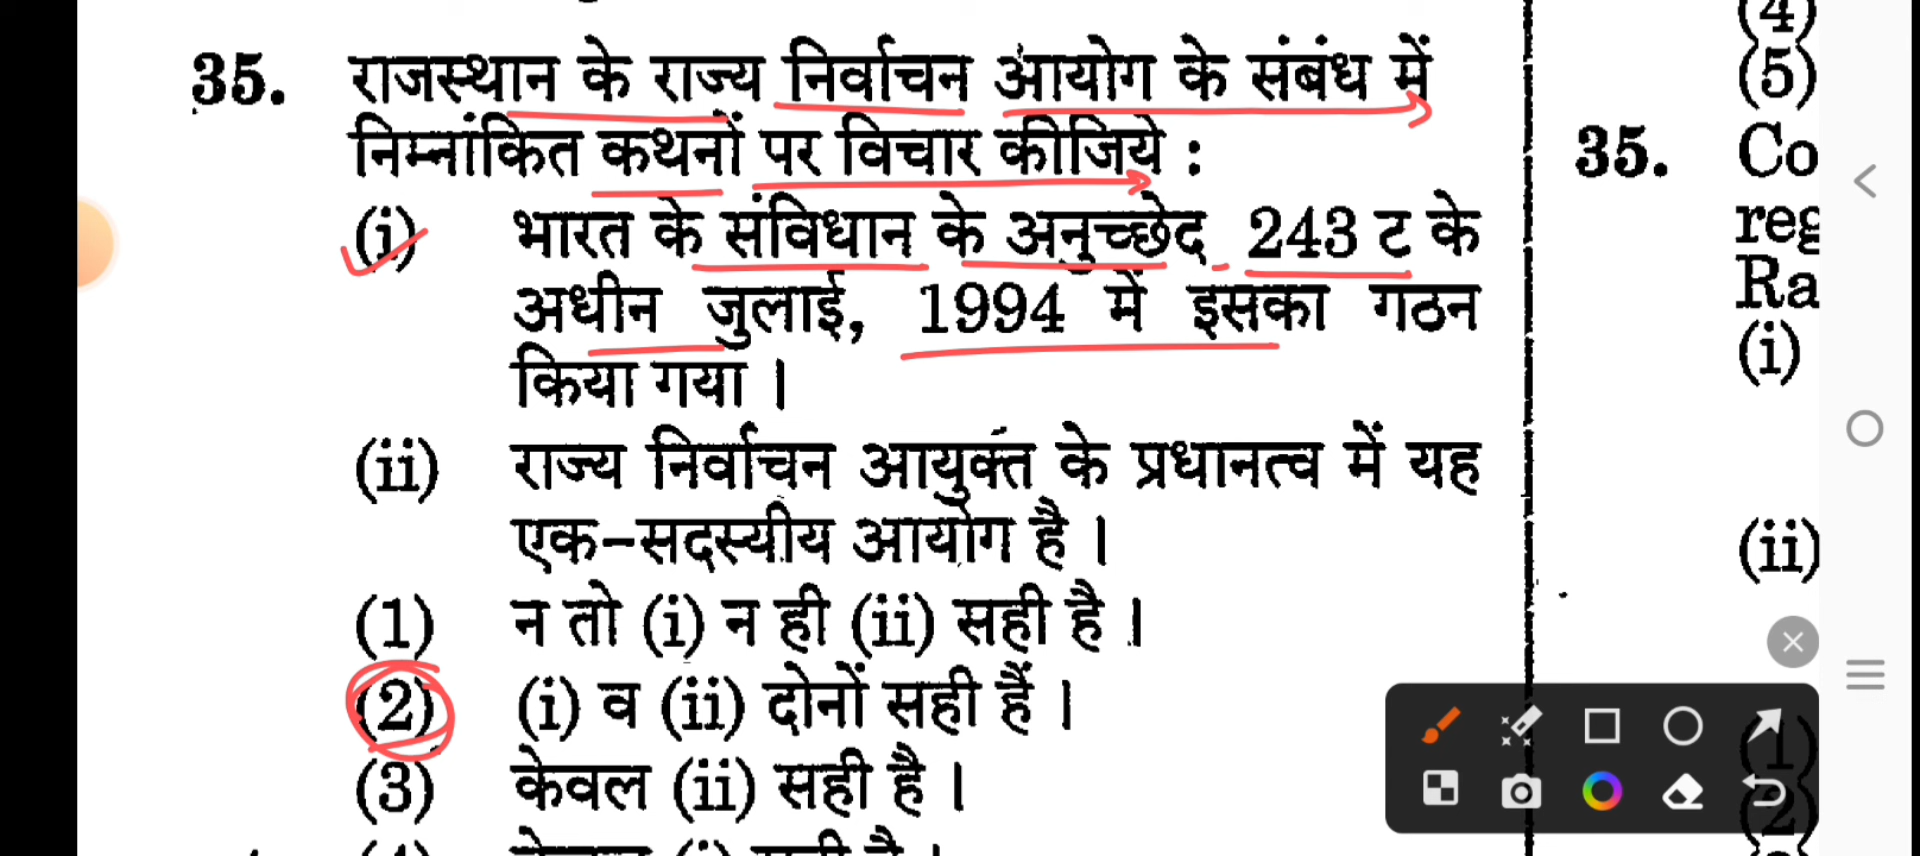 35. राजस्थान के राज्य निर्वाचन आयोग के संबंध में
निम्नांकित कथनों पर विचार कीजिये :
(i) भारत के संविधान के अनुच्छेद 243 ट के
अधीन जुलाई, 1994 में इसका गठन
किया गया ।
(ii) राज्य निर्वाचन आयुक्त के प्रधानत्व में यह
एक-सदस्यीय आयोग है ।
(1) न तो (i) न ही (ii) सही है ।
(2) (i) व (ii) दोनों सही हैं ।
(3) केवल (ii) सही है ।
(4)
(5)
35. Co
reg
Ra
(i)
(ii)
(1)
(2)